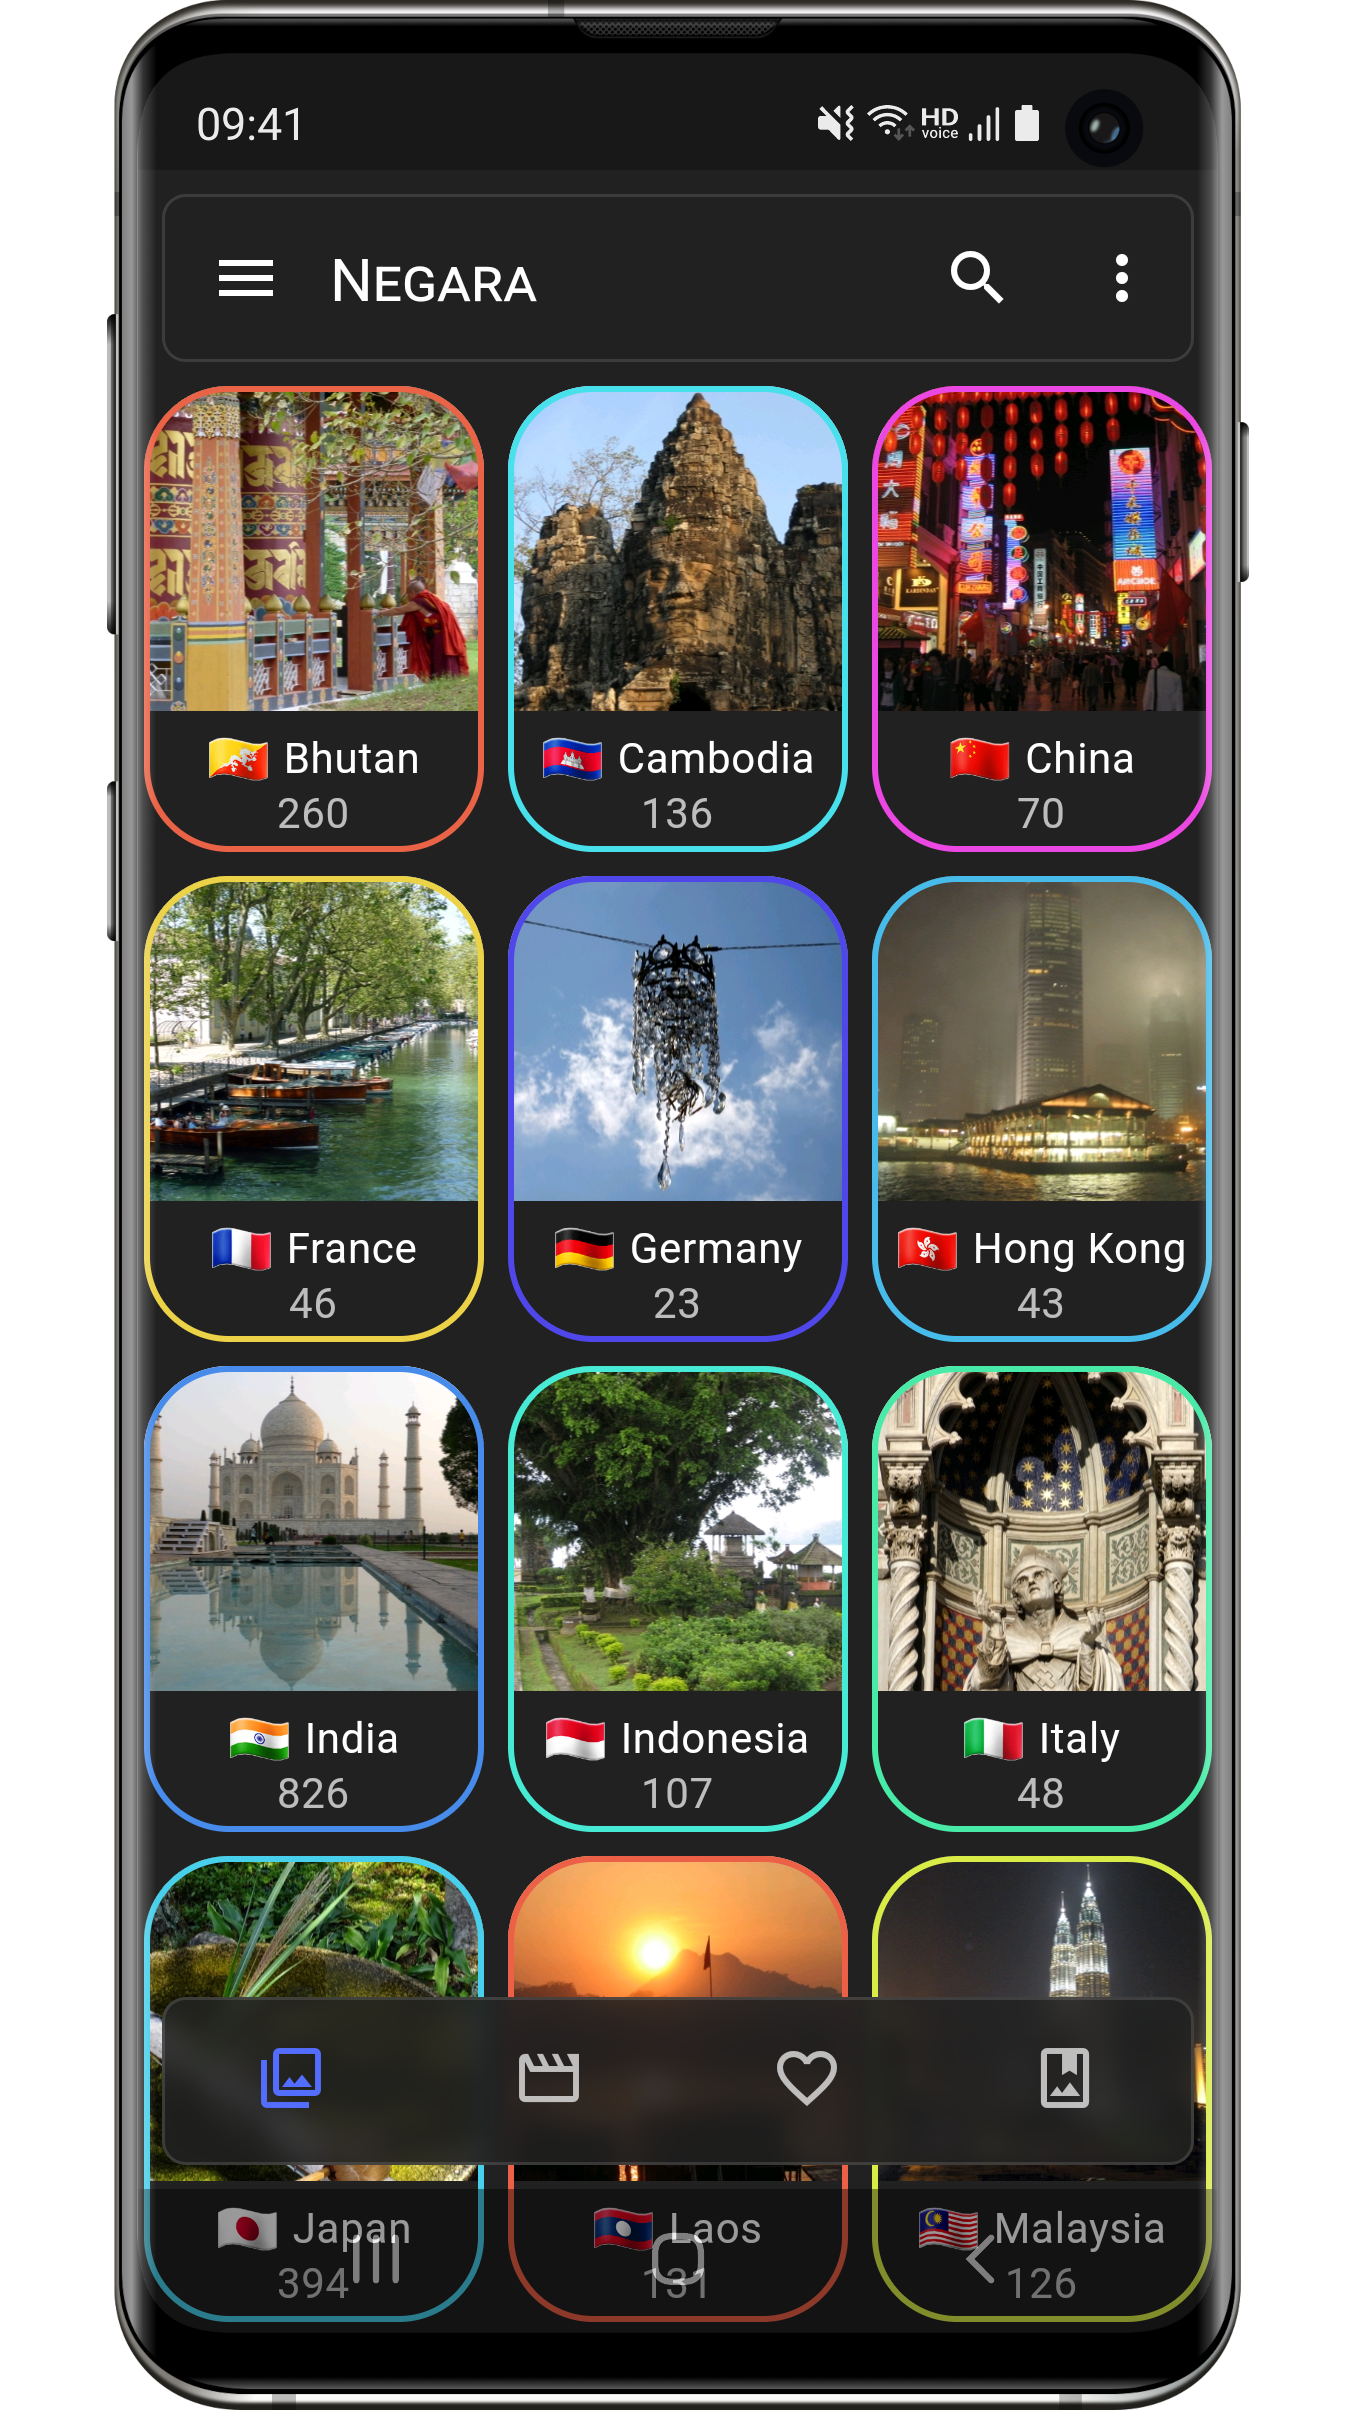 09:41
HD
voice
NEGARA
Bhutan
260
Cambodia
136
China
70
France
46
Germany
23
Hong Kong
43
India
826
Indonesia
107
Italy
48
Japan
394
Laos
131
Malaysia
126